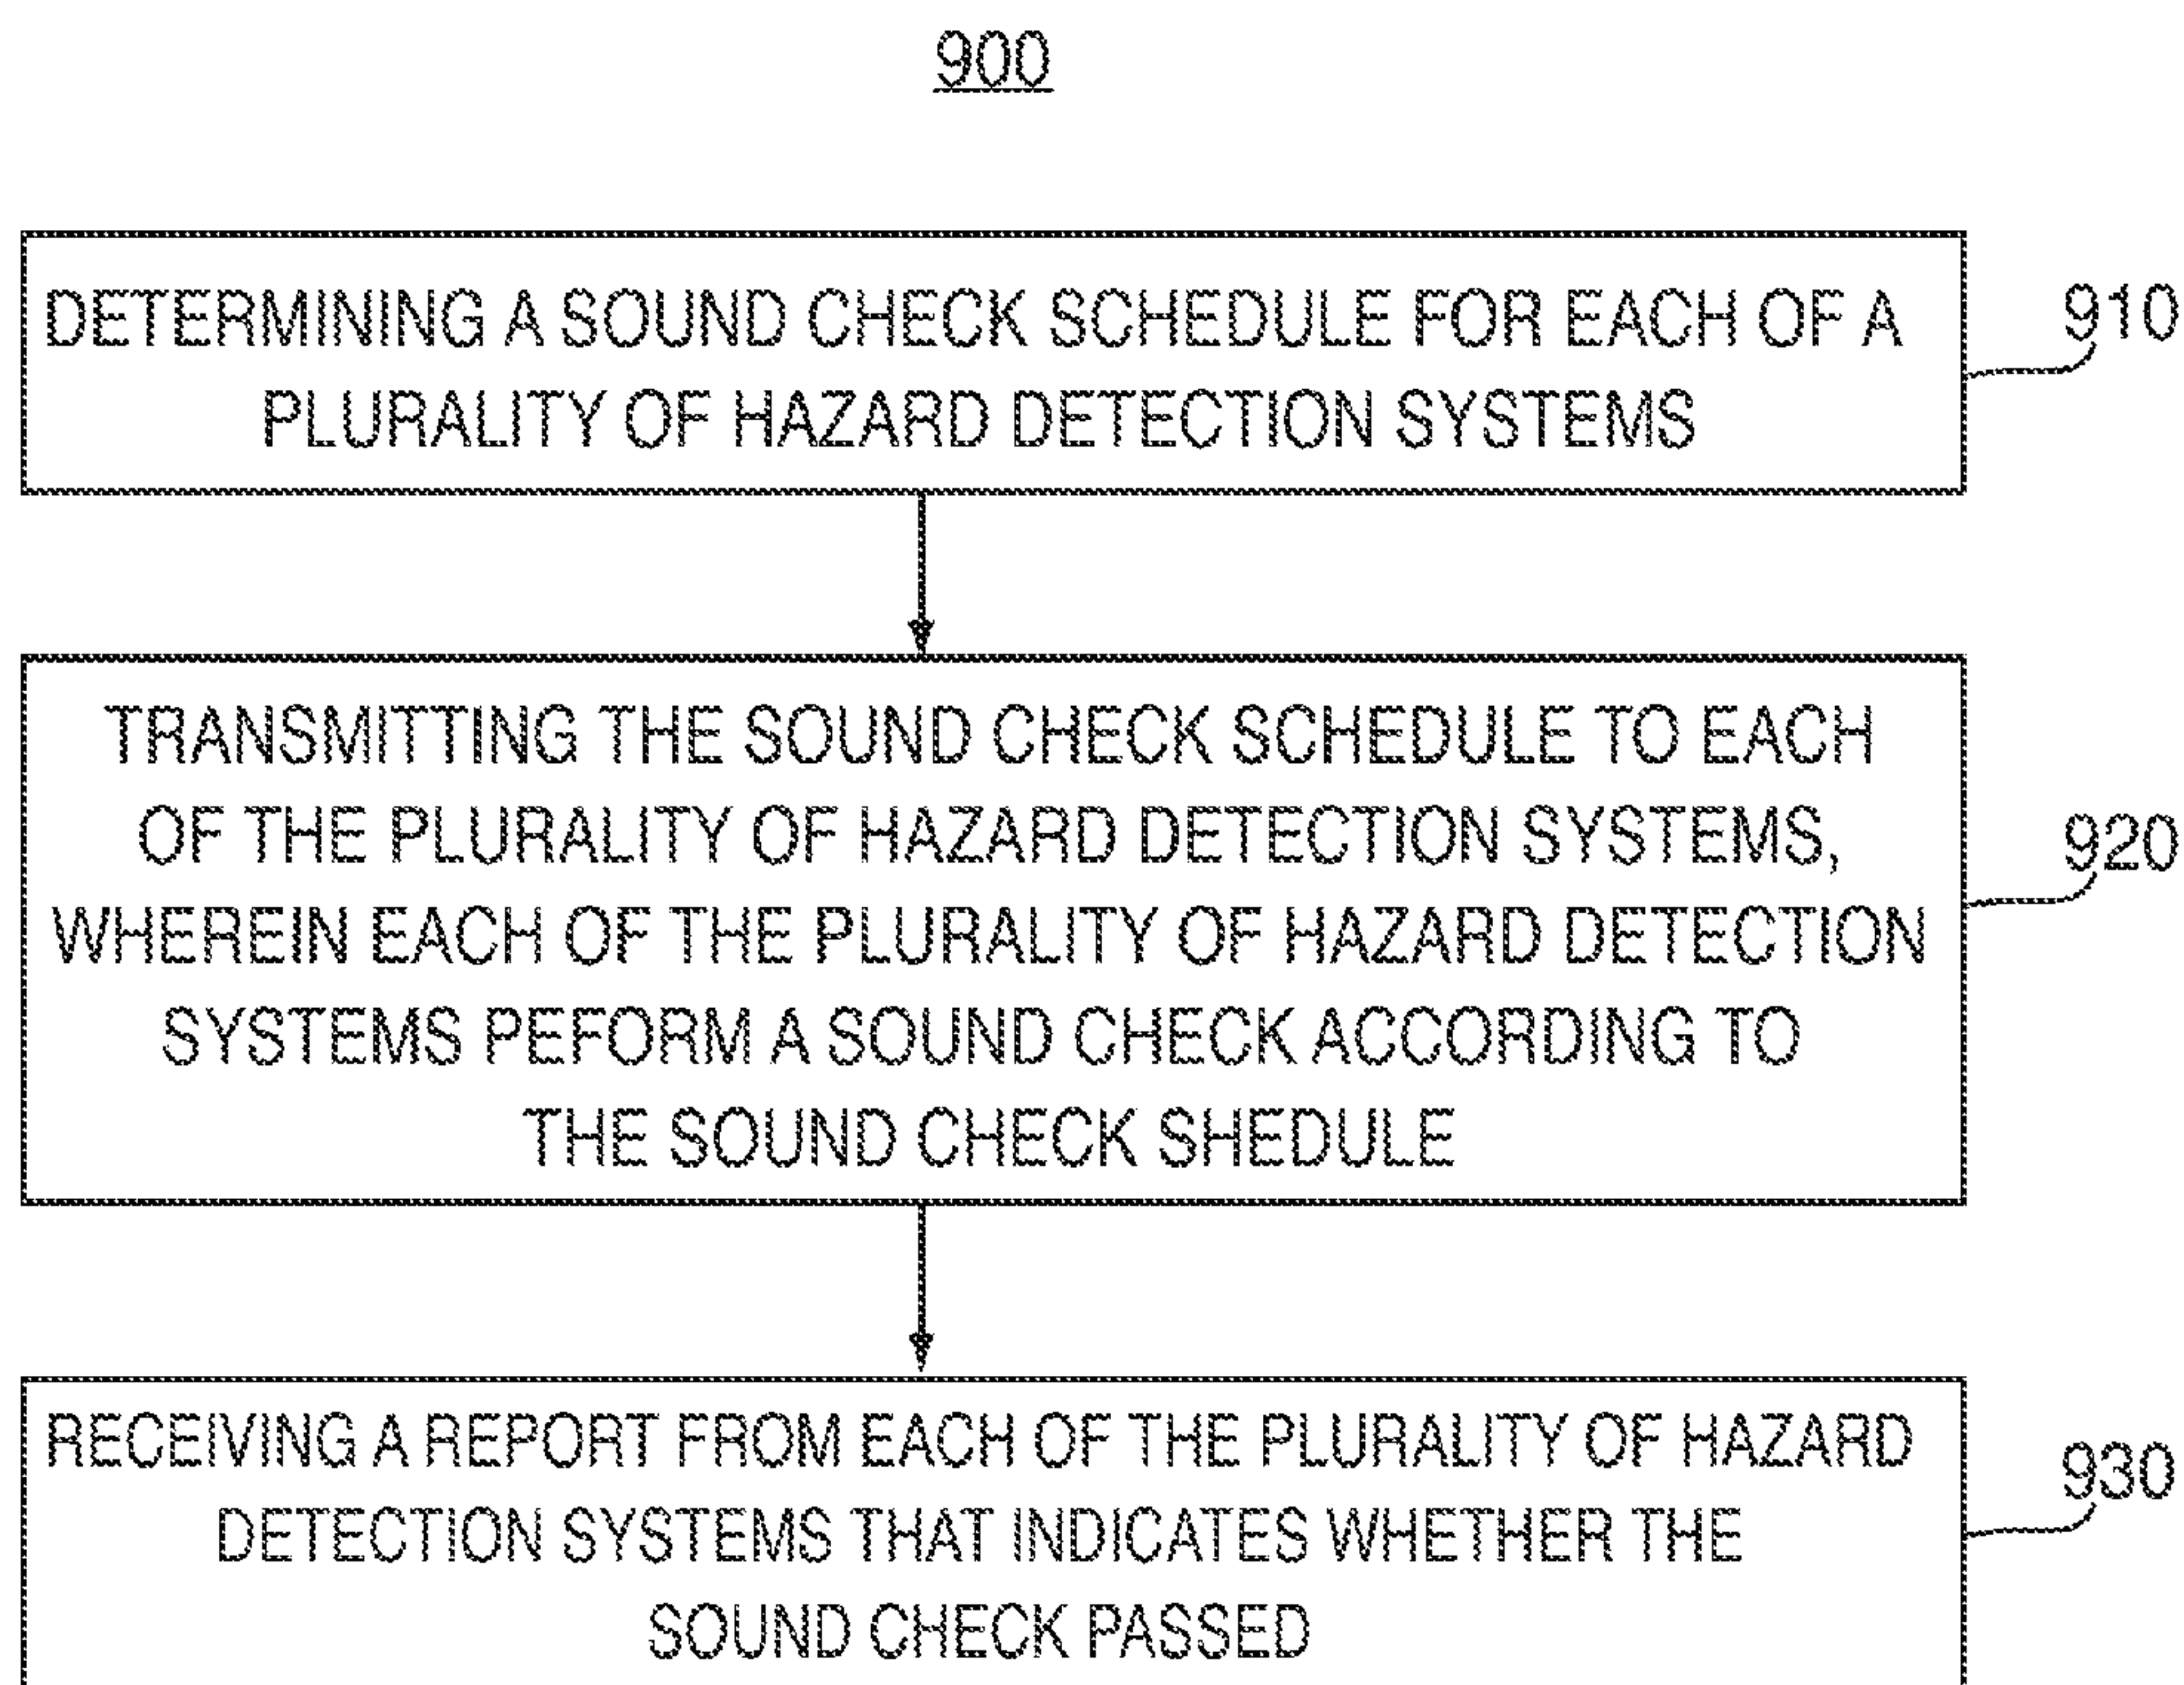 900
DETERMINING A SOUND CHECK SCHEDULE FOR EACH OF A
PLURALITY OF HAZARD DETECTION SYSTEMS
910
TRANSMITTING THE SOUND CHECK SCHEDULE TO EACH
OF THE PLURALITY OF HAZARD DETECTION SYSTEMS,
WHEREIN EACH OF THE PLURALITY OF HAZARD DETECTION
SYSTEMS PEFORM A SOUND CHECK ACCORDING TO
THE SOUND CHECK SHEDULE
920
RECEIVING A REPORT FROM EACH OF THE PLURALITY OF HAZARD
DETECTION SYSTEMS THAT INDICATES WHETHER THE
SOUND CHECK PASSED
930